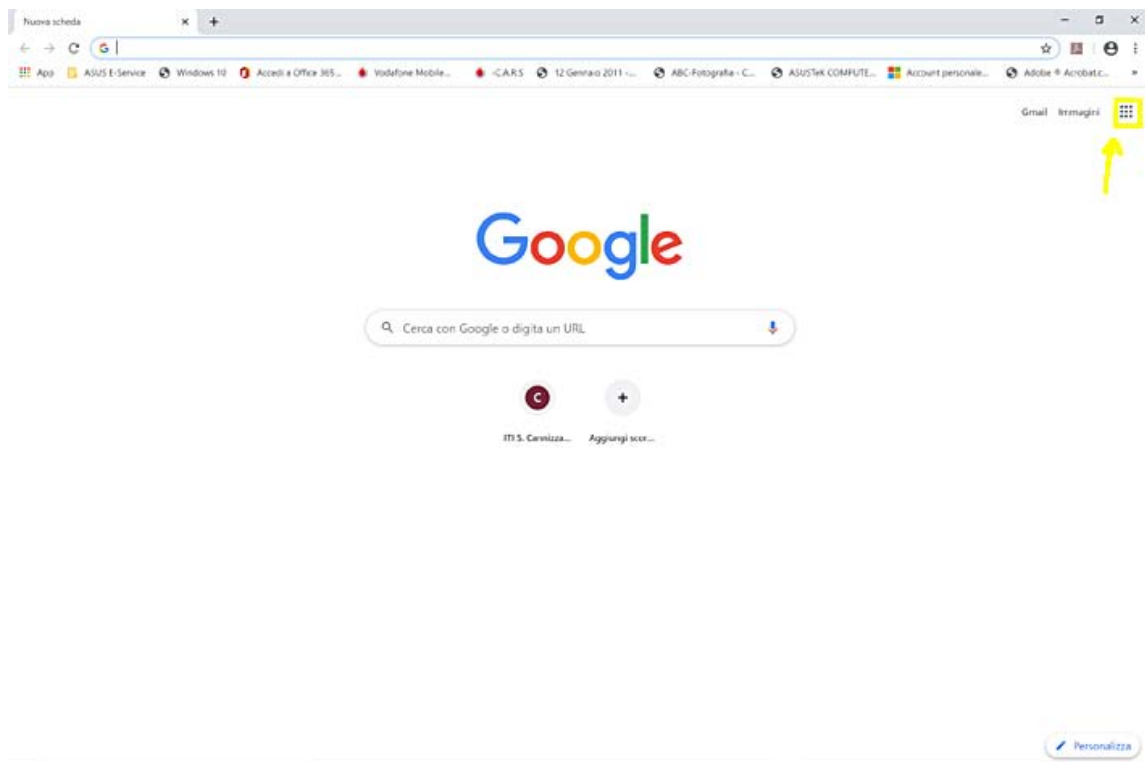 Nuova scheda
App ASUS E-Service Windows 10 Accedi a Office 365... Vodafone Mobile... -C.A.R.S 12 Gennaio 2011 -... ABC-Fotografia - C... ASUSTeK COMPUTE... Account personale... Adobe ® Acrobat c... »
Gmail Immagini
Google
Cerca con Google o digita un URL
C
ITI S. Cannizza... Aggiungi scor...
Personalizza